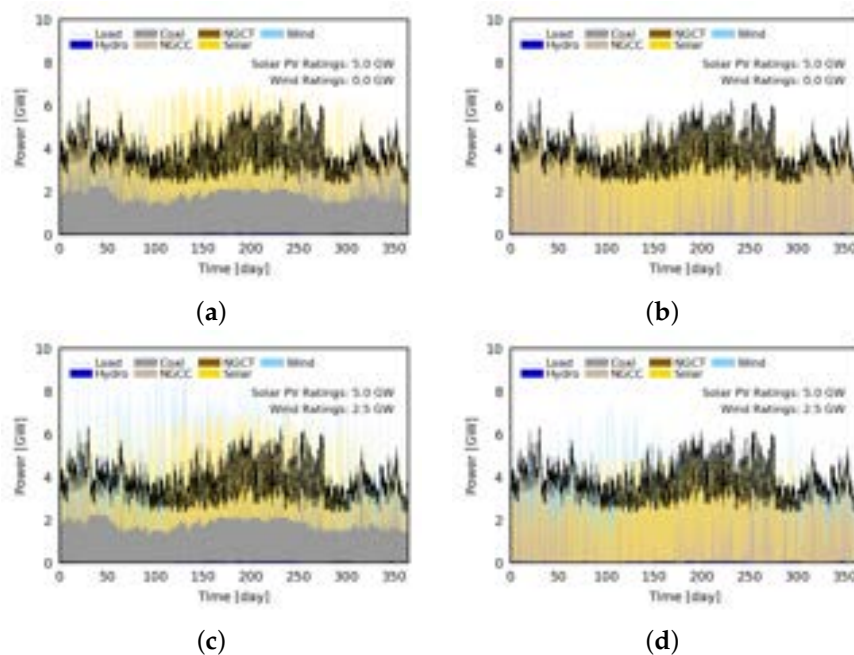 10
Load Coal NGCT Wind
Hydro NGCC Solar
Solar PV Ratings: 5.0 GW
Wind Ratings: 0.0 GW
8
6
4
2
0
Power [GW]
0 50 100 150 200 250 300 350
Time [day]
(a)
10
Load Coal NGCT Wind
Hydro NGCC Solar
Solar PV Ratings: 5.0 GW
Wind Ratings: 0.0 GW
8
6
4
2
0
Power [GW]
0 50 100 150 200 250 300 350
Time [day]
(b)
10
Load Coal NGCT Wind
Hydro NGCC Solar
Solar PV Ratings: 5.0 GW
Wind Ratings: 2.5 GW
8
6
4
2
0
Power [GW]
0 50 100 150 200 250 300 350
Time [day]
(c)
10
Load Coal NGCT Wind
Hydro NGCC Solar
Solar PV Ratings: 5.0 GW
Wind Ratings: 2.5 GW
8
6
4
2
0
Power [GW]
0 50 100 150 200 250 300 350
Time [day]
(d)